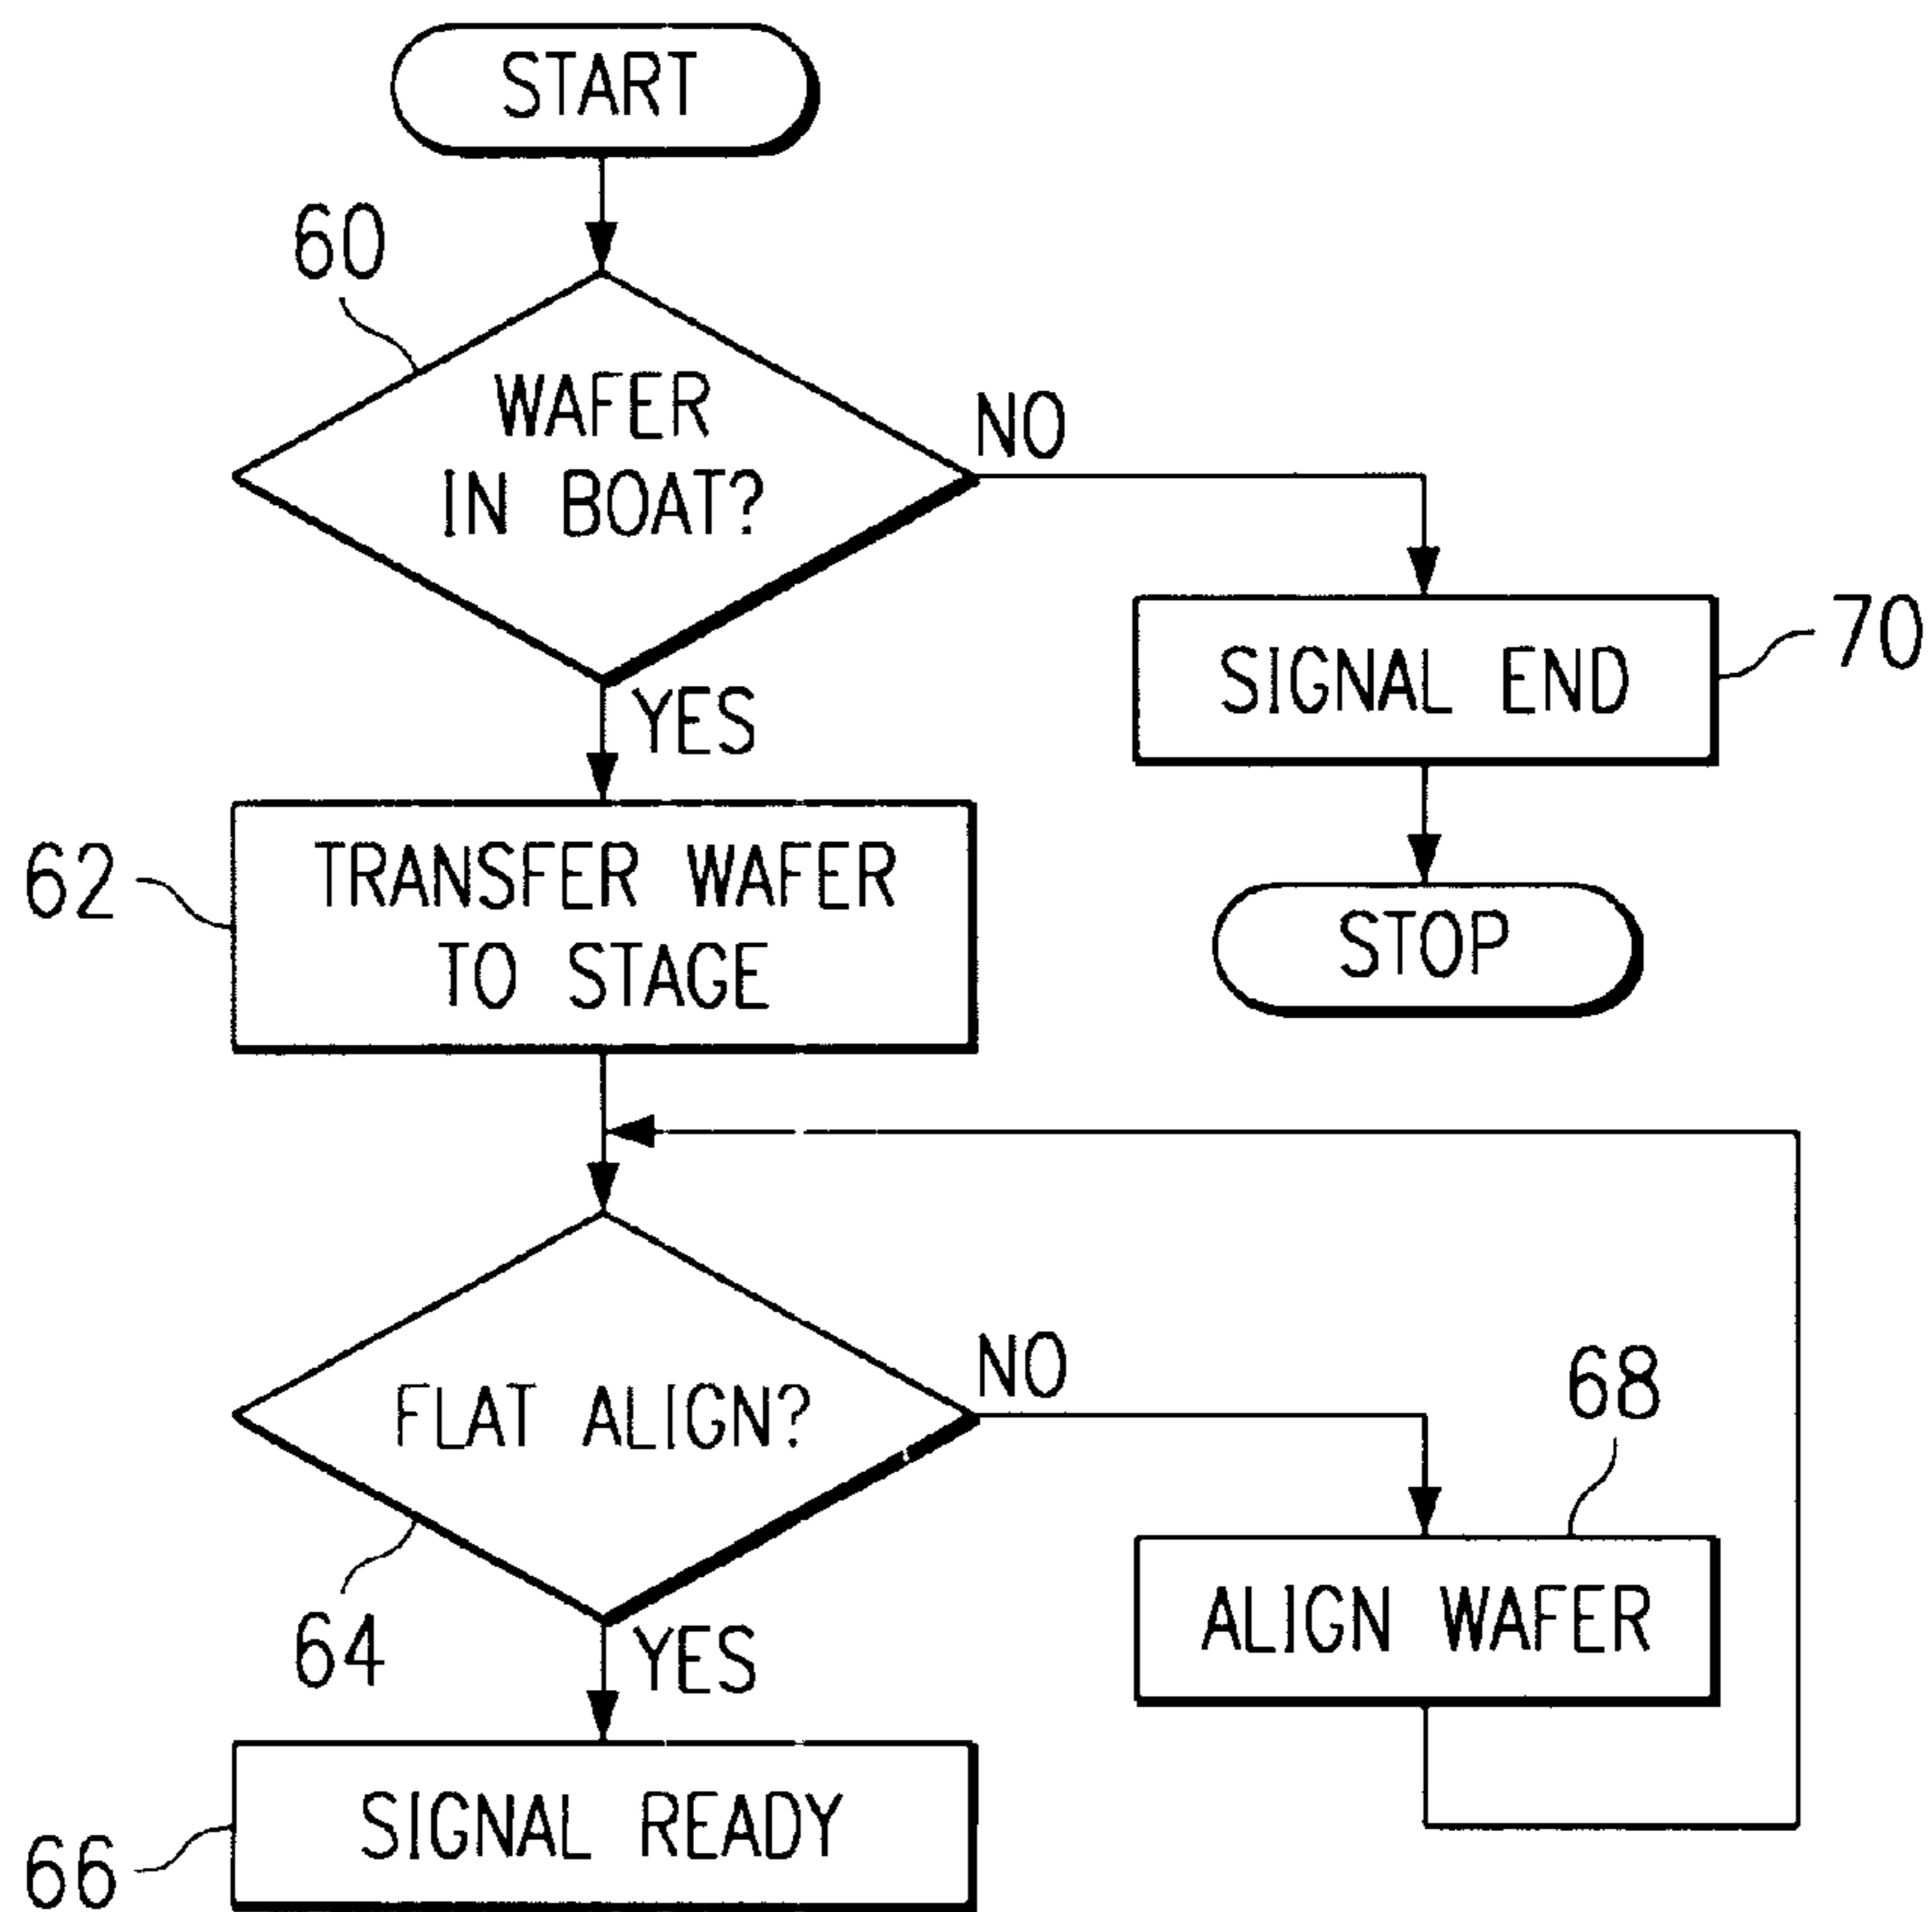 START
60
WAFER
IN BOAT?
NO
YES
SIGNAL END
70
62
TRANSFER WAFER
TO STAGE
STOP
FLAT ALIGN?
NO
68
64
YES
ALIGN WAFER
66
SIGNAL READY